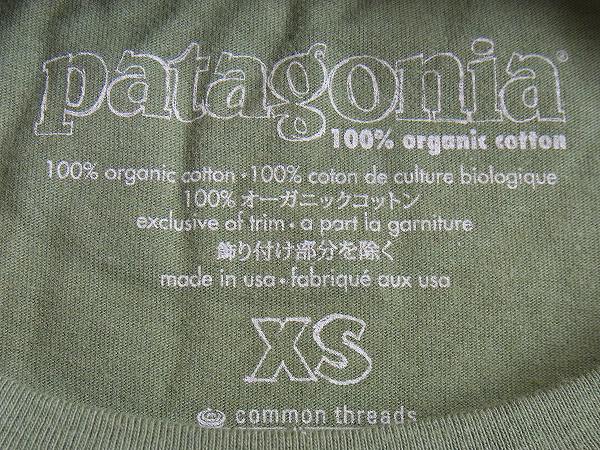 patagonia®
100% organic cotton
100% organic cotton • 100% coton de culture biologique
100% オーガニックコットン
exclusive of trim • a part la garniture
飾り付け部分を除く
made in usa • fabriqué aux usa
XS
common threads